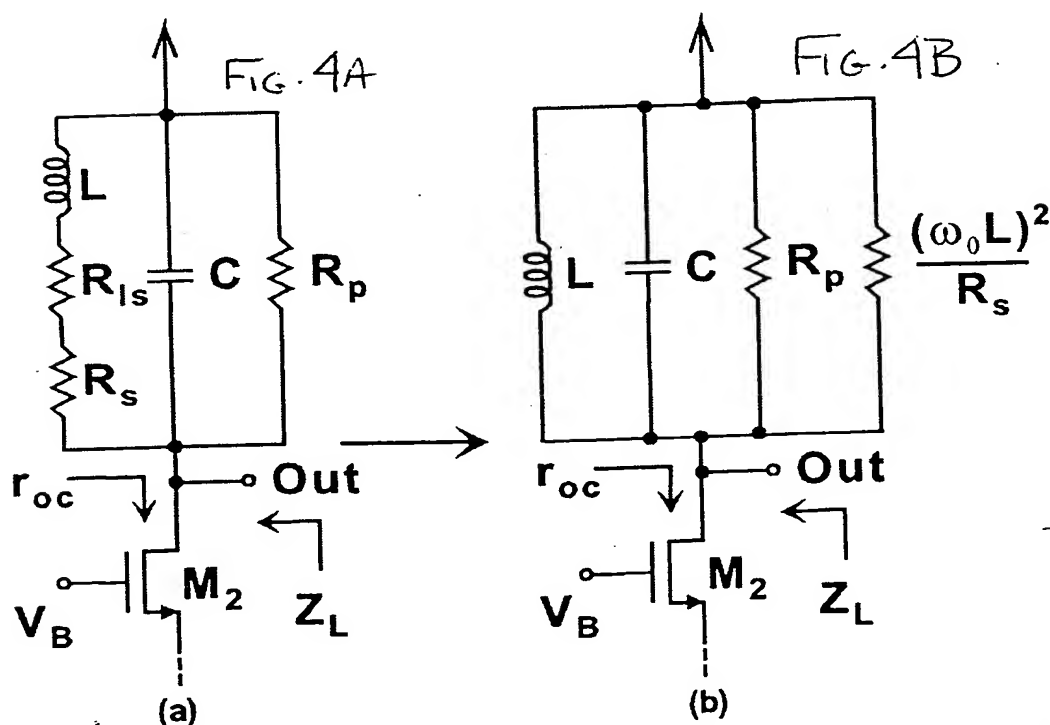 FIG. 4A
L
R_ls
R_s
C
R_p
r_oc
Out
M_2
V_B
Z_L
(a)
FIG. 4B
L
C
R_p
(ω_0 L)^2
R_s
r_oc
Out
M_2
V_B
Z_L
(b)